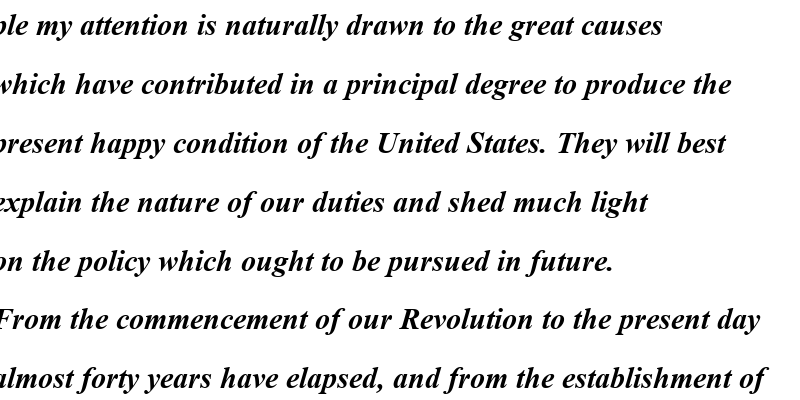 ple my attention is naturally drawn to the great causes
which have contributed in a principal degree to produce the
present happy condition of the United States. They will best
explain the nature of our duties and shed much light
on the policy which ought to be pursued in future.
From the commencement of our Revolution to the present day
almost forty years have elapsed, and from the establishment of